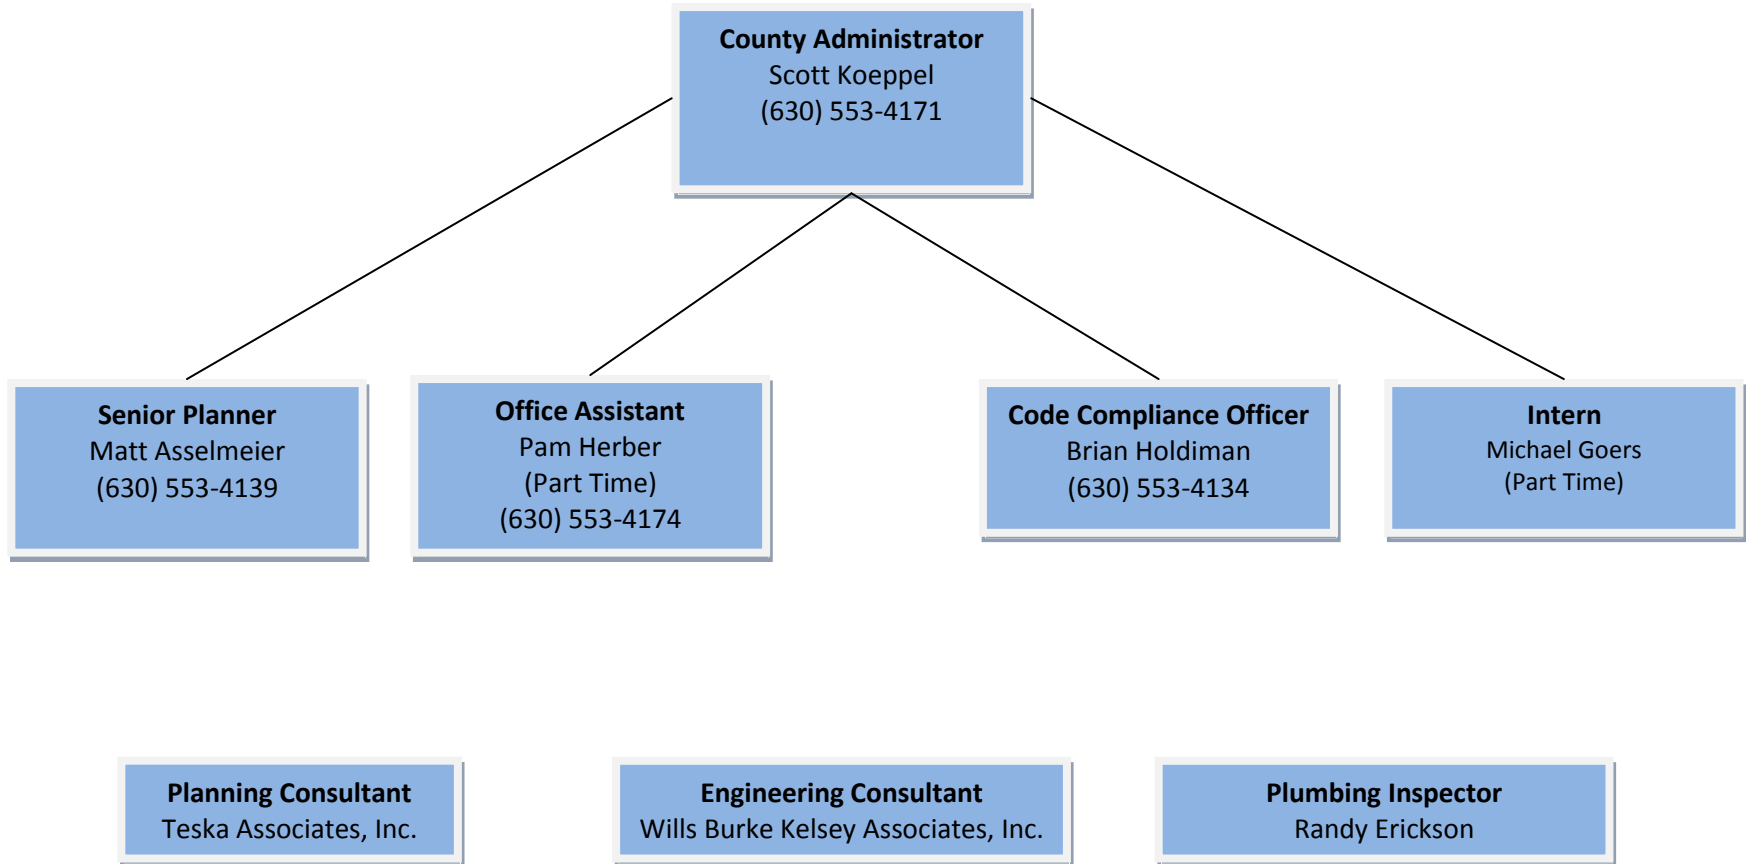 County Administrator
Scott Koeppel
(630) 553-4171
Senior Planner
Matt Asselmeier
(630) 553-4139
Office Assistant
Pam Herber
(Part Time)
(630) 553-4174
Code Compliance Officer
Brian Holdiman
(630) 553-4134
Intern
Michael Goers
(Part Time)
Planning Consultant
Teska Associates, Inc.
Engineering Consultant
Wills Burke Kelsey Associates, Inc.
Plumbing Inspector
Randy Erickson